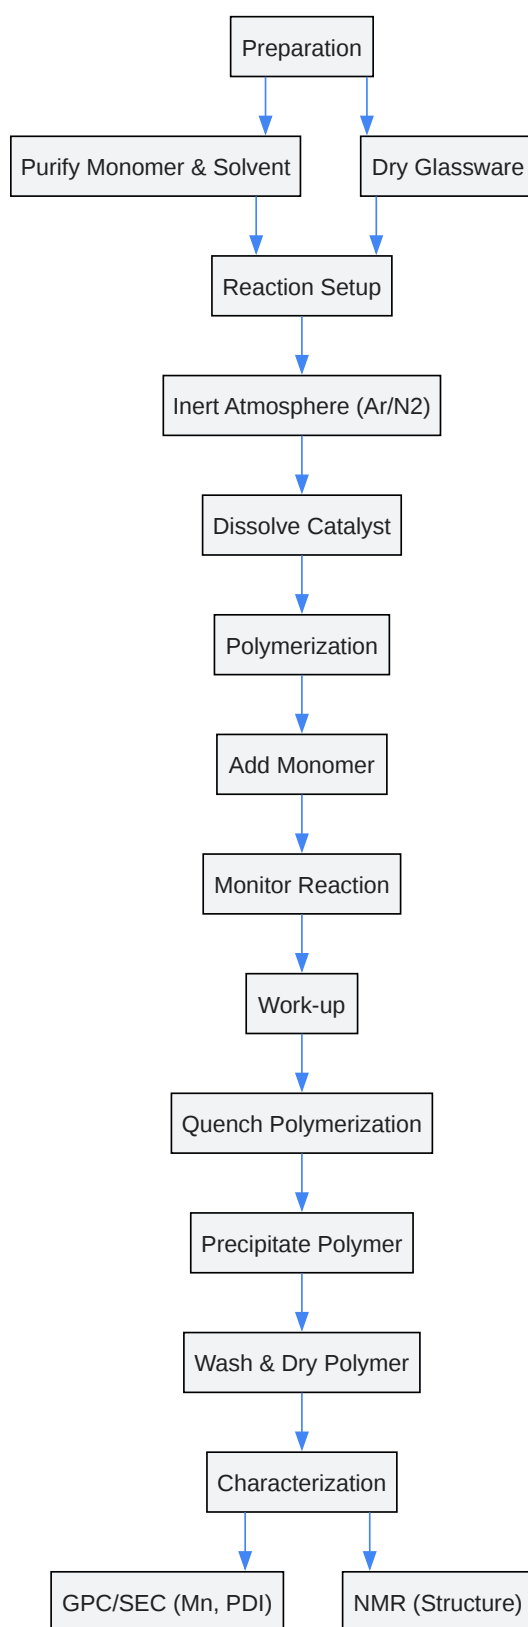 Preparation
Purify Monomer & Solvent
Dry Glassware
Reaction Setup
Inert Atmosphere (Ar/N2)
Dissolve Catalyst
Polymerization
Add Monomer
Monitor Reaction
Work-up
Quench Polymerization
Precipitate Polymer
Wash & Dry Polymer
Characterization
GPC/SEC (Mn, PDI)
NMR (Structure)